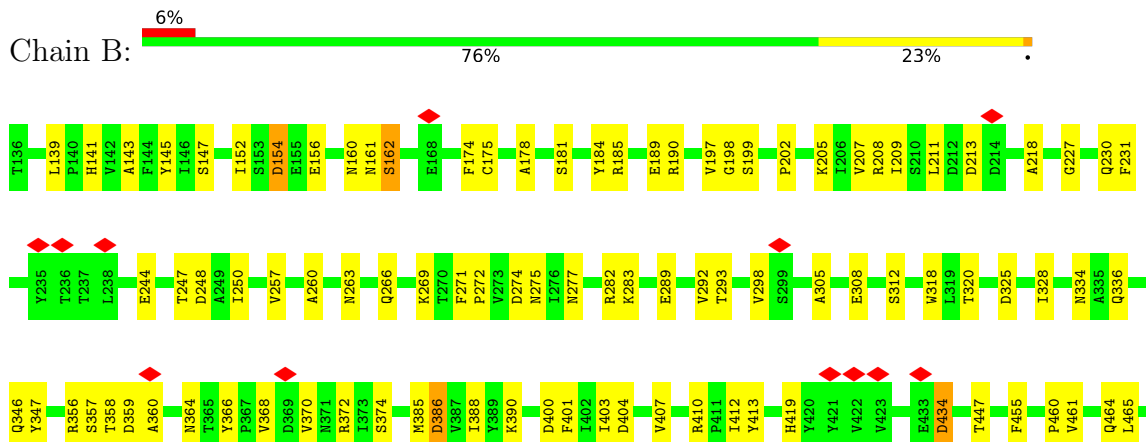 6%
Chain B:
76% 23% •
T136 L139 P140 H141 V142 A143 F144 Y145 I146 S147 I152 S153 D154 E155 E156 N160 N161 S162 E168 F174 C175 A178 S181 Y184 R185 E189 R190 V197 G198 S199 P202 K205 I206 V207 R208 I209 S210 L211 D212 D213 D214 A218 G227 Q230 F231
Y235 T236 T237 L238 E244 T247 D248 A249 I250 V257 A260 N263 Q266 K269 T270 F271 P272 V273 D274 N275 I276 N277 R282 K283 E289 V292 T293 V298 S299 A305 E308 S312 W318 L319 T320 D325 I328 N334 A335 Q336
Q346 Y347 R356 S357 T358 D359 A360 N364 T365 Y366 P367 V368 D369 V370 N371 R372 I373 S374 M385 D386 V387 I388 Y389 K390 D400 F401 I402 I403 D404 V407 R410 P411 I412 Y413 H419 Y420 Y421 V422 V423 E433 D434 T447 F455 P460 V461 Q464 L465